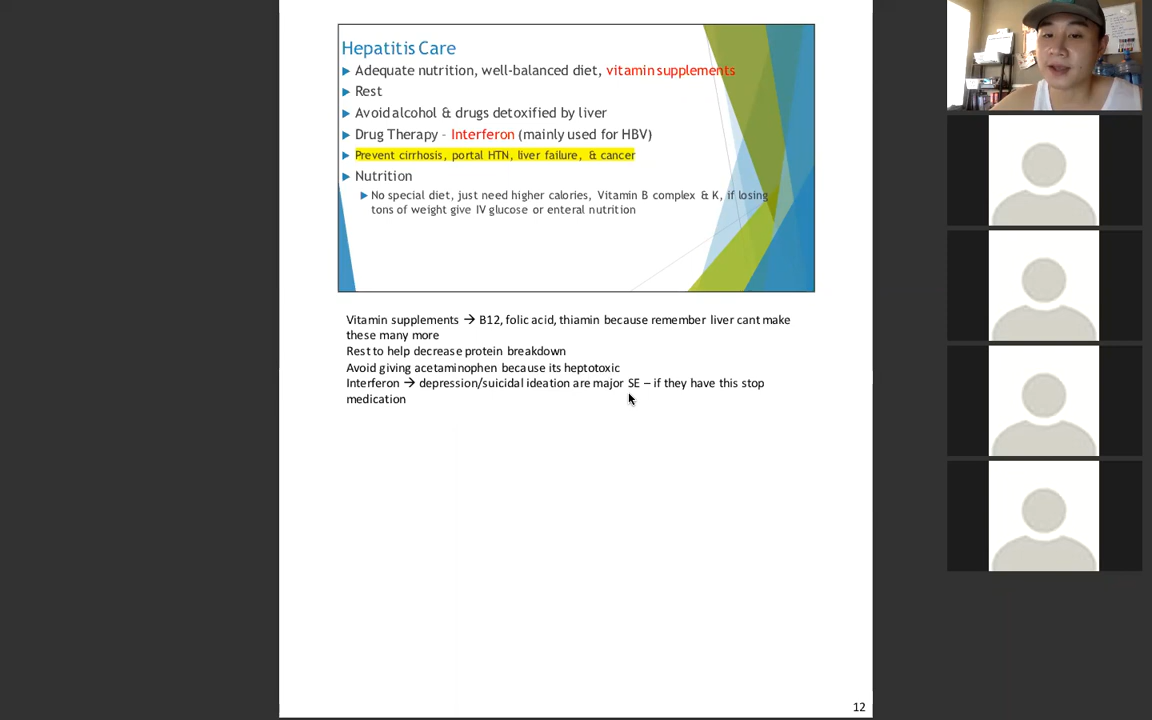 Hepatitis Care
Adequate nutrition, well-balanced diet, vitamin supplements
Rest
Avoid alcohol & drugs detoxified by liver
Drug Therapy - Interferon (mainly used for HBV)
Prevent cirrhosis, portal HTN, liver failure, & cancer
Nutrition
No special diet, just need higher calories, Vitamin B complex & K, if losing
tons of weight give IV glucose or enteral nutrition
Vitamin supplements → B12, folic acid, thiamin because remember liver cant make
these many more
Rest to help decrease protein breakdown
Avoid giving acetaminophen because its heptotoxic
Interferon → depression/suicidal ideation are major SE – if they have this stop
medication
12